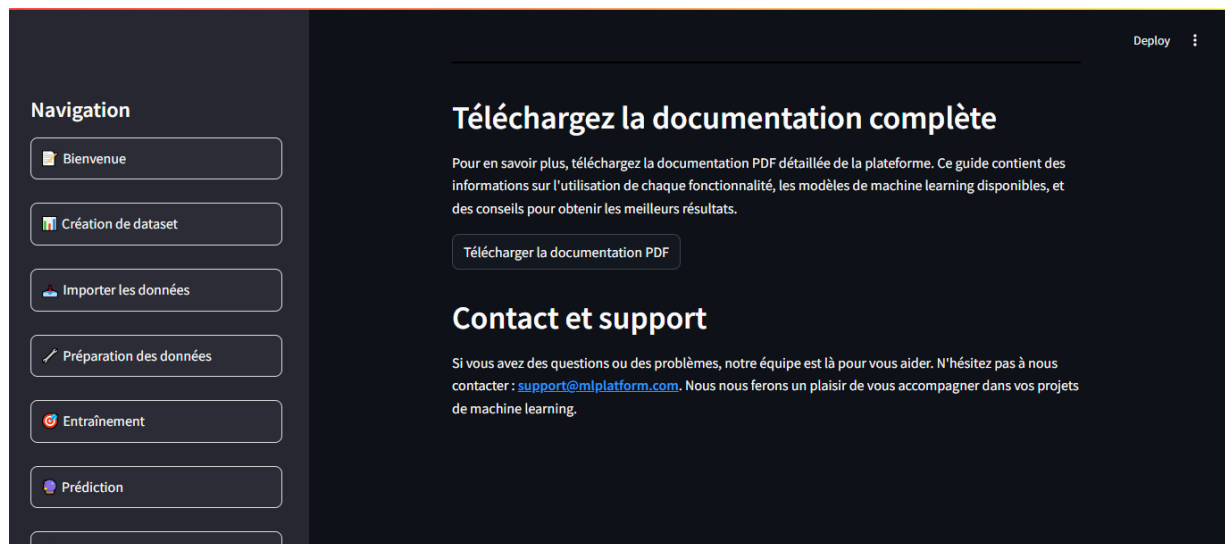 Deploy
Navigation
Bienvenue
Création de dataset
Importer les données
Préparation des données
Entraînement
Prédiction
Téléchargez la documentation complète
Pour en savoir plus, téléchargez la documentation PDF détaillée de la plateforme. Ce guide contient des
informations sur l'utilisation de chaque fonctionnalité, les modèles de machine learning disponibles, et
des conseils pour obtenir les meilleurs résultats.
Télécharger la documentation PDF
Contact et support
Si vous avez des questions ou des problèmes, notre équipe est là pour vous aider. N'hésitez pas à nous
contacter : support@mlplatform.com. Nous nous ferons un plaisir de vous accompagner dans vos projets
de machine learning.